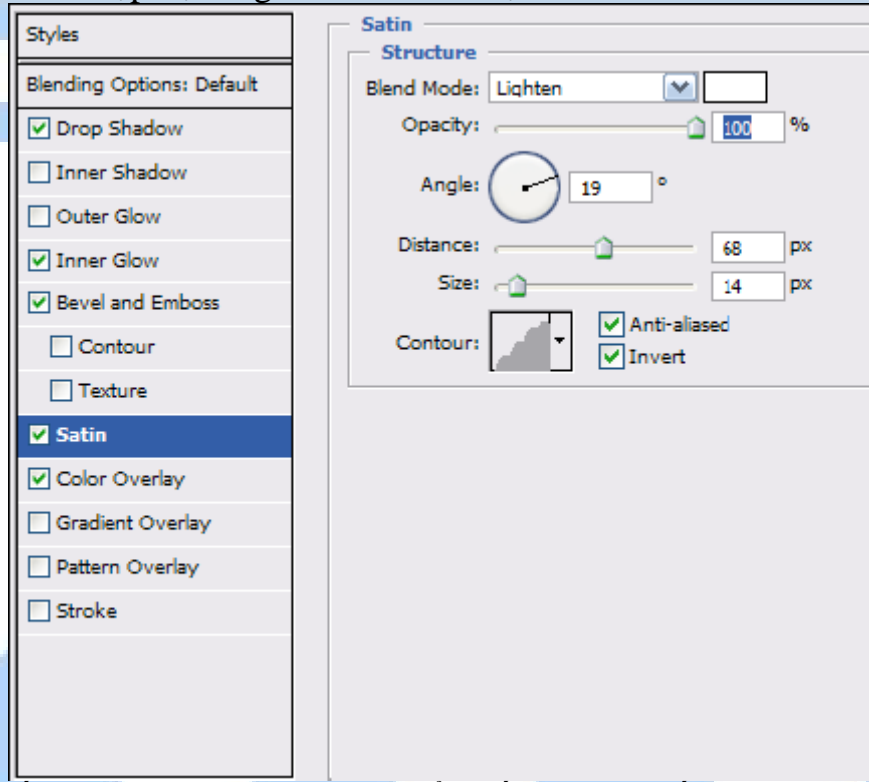 Styles
Blending Options: Default
Drop Shadow
Inner Shadow
Outer Glow
Inner Glow
Bevel and Emboss
Contour
Texture
Satin
Color Overlay
Gradient Overlay
Pattern Overlay
Stroke
Satin
Structure
Blend Mode: Lighten
Opacity: 100 %
Angle: 19 °
Distance: 68 px
Size: 14 px
Contour: Anti-aliased
Invert